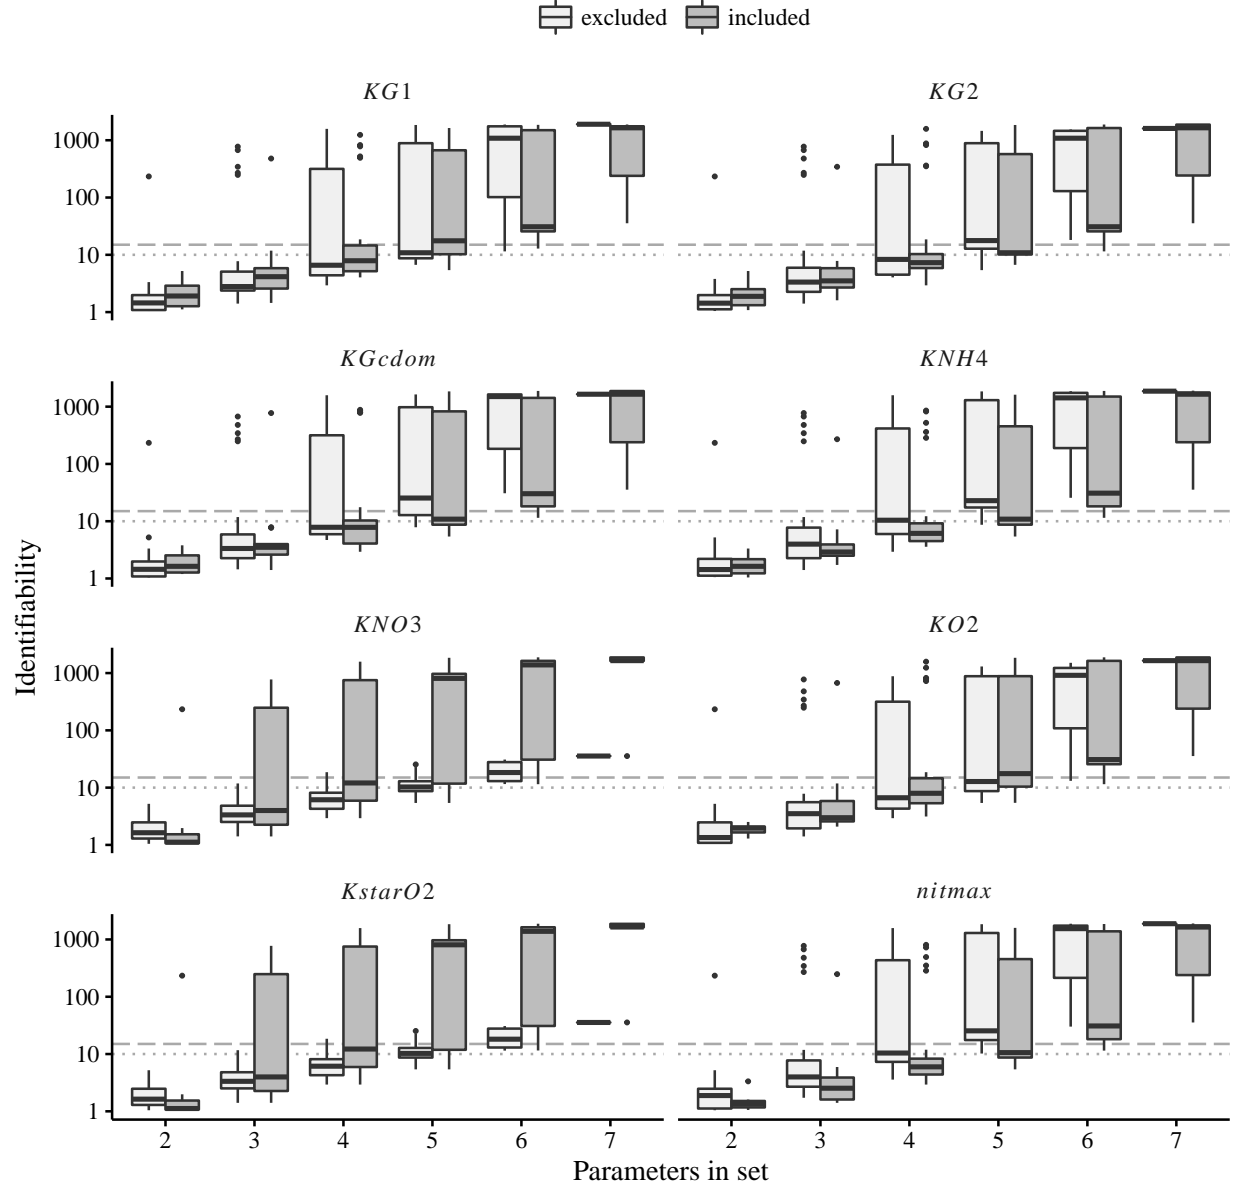 excluded included
KG1 KG2
1000
100
10
1
KGcdom KNH4
1000
100
10
1
KNO3 KO2
1000
100
10
1
KstarO2 nitmax
1000
100
10
1
Identifiability
2 3 4 5 6 7 2 3 4 5 6 7
Parameters in set